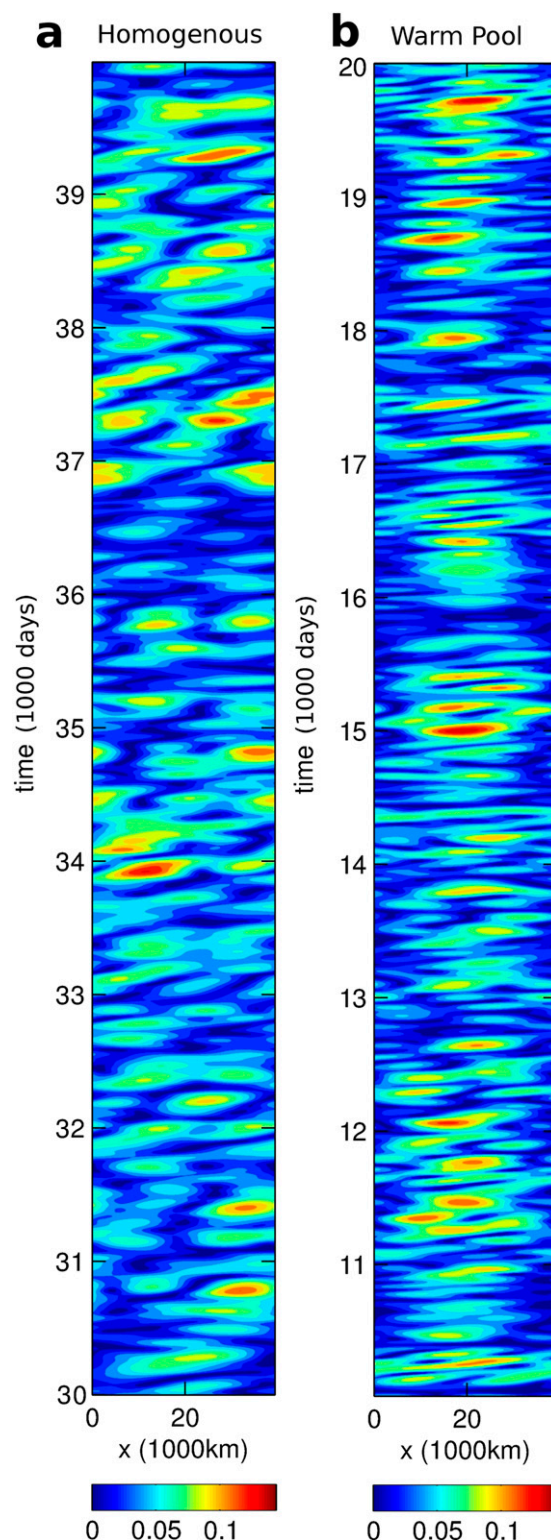 a Homogenous
b Warm Pool
20
39
19
38
18
37
17
36
16
time (1000 days)
time (1000 days)
35
15
34
14
33
13
32
12
31
11
30
0 20
x (1000km)
0 20
x (1000km)
0 0.05 0.1
0 0.05 0.1